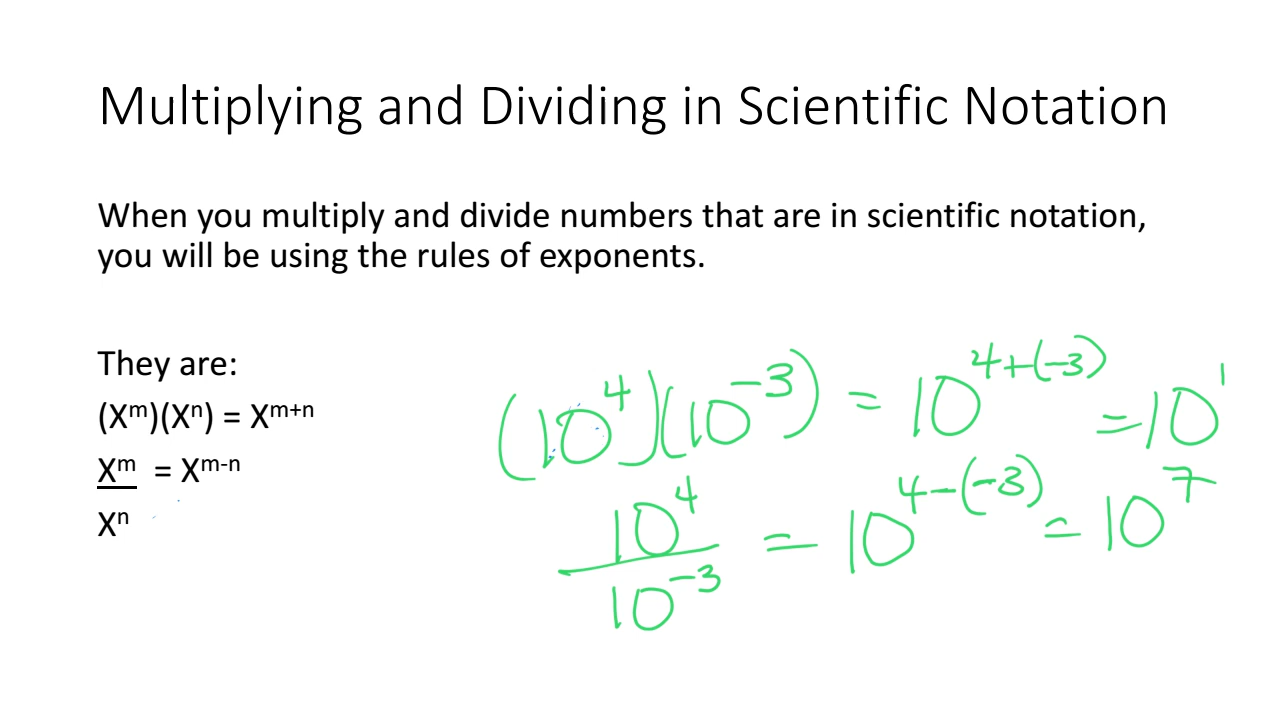 Multiplying and Dividing in Scientific Notation
When you multiply and divide numbers that are in scientific notation,
you will be using the rules of exponents.
They are:
(Xᵐ)(Xⁿ) = Xᵐ⁺ⁿ
Xᵐ = Xᵐ⁻ⁿ
Xⁿ
(10⁴)(10⁻³) = 10⁴⁺⁽⁻³⁾ = 10¹
10⁴ = 10⁴⁻⁽⁻³⁾ = 10⁷
10⁻³